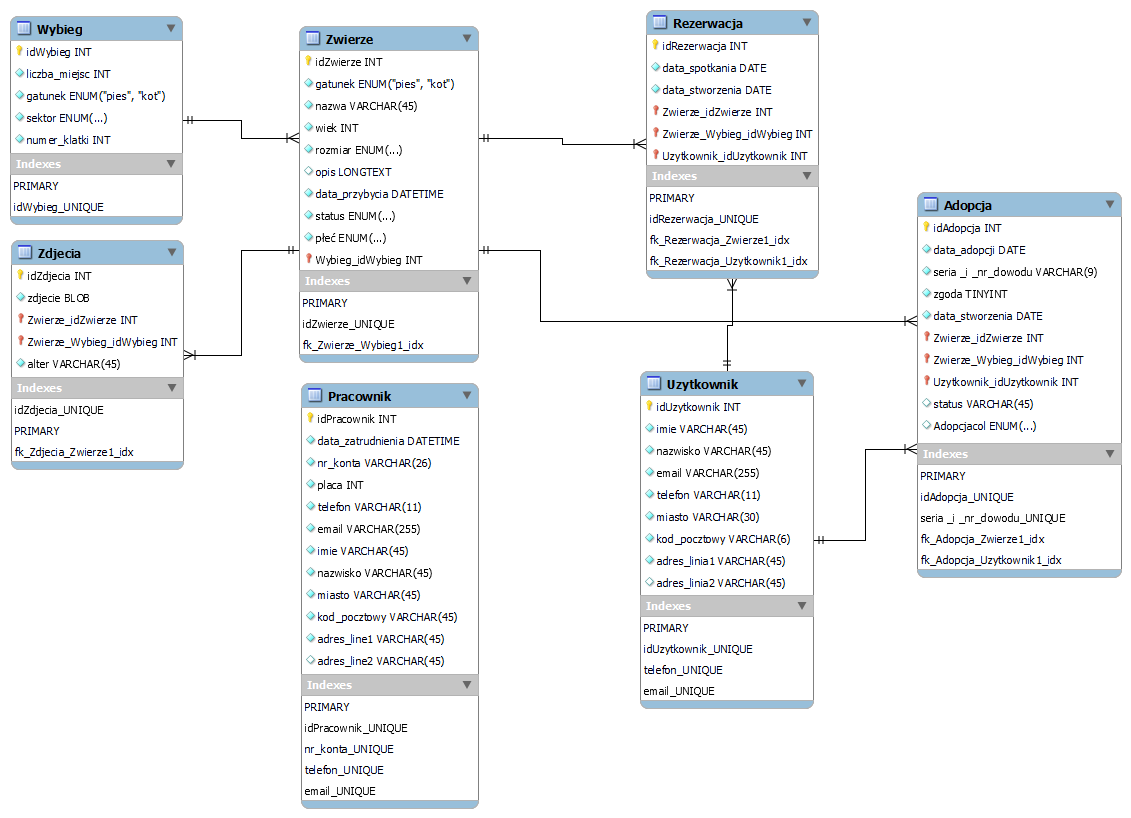 Wybieg
idWybieg INT
liczba_miejsc INT
gatunek ENUM("pies", "kot")
sektor ENUM(...)
numer_klatki INT
Indexes
PRIMARY
idWybieg_UNIQUE
Zdjecia
idZdjecia INT
zdjecie BLOB
Zwierze_idZwierze INT
Zwierze_Wybieg_idWybieg INT
alter VARCHAR(45)
Indexes
idZdjecia_UNIQUE
PRIMARY
fk_Zdjecia_Zwierze1_idx
Zwierze
idZwierze INT
gatunek ENUM("pies", "kot")
nazwa VARCHAR(45)
wiek INT
rozmiar ENUM(...)
opis LONGTEXT
data_przybycia DATETIME
status ENUM(...)
płeć ENUM(...)
Wybieg_idWybieg INT
Indexes
PRIMARY
idZwierze_UNIQUE
fk_Zwierze_Wybieg1_idx
Pracownik
idPracownik INT
data_zatrudnienia DATETIME
nr_konta VARCHAR(26)
placa INT
telefon VARCHAR(11)
email VARCHAR(255)
imie VARCHAR(45)
nazwisko VARCHAR(45)
miasto VARCHAR(45)
kod_pocztowy VARCHAR(45)
adres_line1 VARCHAR(45)
adres_line2 VARCHAR(45)
Indexes
PRIMARY
idPracownik_UNIQUE
nr_konta_UNIQUE
telefon_UNIQUE
email_UNIQUE
Rezerwacja
idRezerwacja INT
data_spotkania DATE
data_stworzenia DATE
Zwierze_idZwierze INT
Zwierze_Wybieg_idWybieg INT
Uzytkownik_idUzytkownik INT
Indexes
PRIMARY
idRezerwacja_UNIQUE
fk_Rezerwacja_Zwierze1_idx
fk_Rezerwacja_Uzytkownik1_idx
Uzytkownik
idUzytkownik INT
imie VARCHAR(45)
nazwisko VARCHAR(45)
email VARCHAR(255)
telefon VARCHAR(11)
miasto VARCHAR(30)
kod_pocztowy VARCHAR(6)
adres_linia1 VARCHAR(45)
adres_linia2 VARCHAR(45)
Indexes
PRIMARY
idUzytkownik_UNIQUE
telefon_UNIQUE
email_UNIQUE
Adopcja
idAdopcja INT
data_adopcji DATE
seria _i _nr_dowodu VARCHAR(9)
zgoda TINYINT
data_stworzenia DATE
Zwierze_idZwierze INT
Zwierze_Wybieg_idWybieg INT
Uzytkownik_idUzytkownik INT
status VARCHAR(45)
Adopcjacol ENUM(...)
Indexes
PRIMARY
idAdopcja_UNIQUE
seria _i _nr_dowodu_UNIQUE
fk_Adopcja_Zwierze1_idx
fk_Adopcja_Uzytkownik1_idx